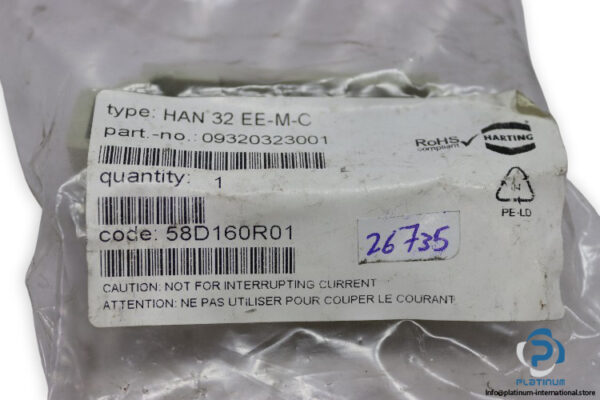 type: HAN 32 EE-M-C
part.-no.: 09320323001
RoHS
compliant
HARTING
quantity: 1
PE-LD
code: 58D160R01
26735
CAUTION: NOT FOR INTERRUPTING CURRENT
ATTENTION: NE PAS UTILISER POUR COUPER LE COURANT
PLATINUM
http://platinum-international.store